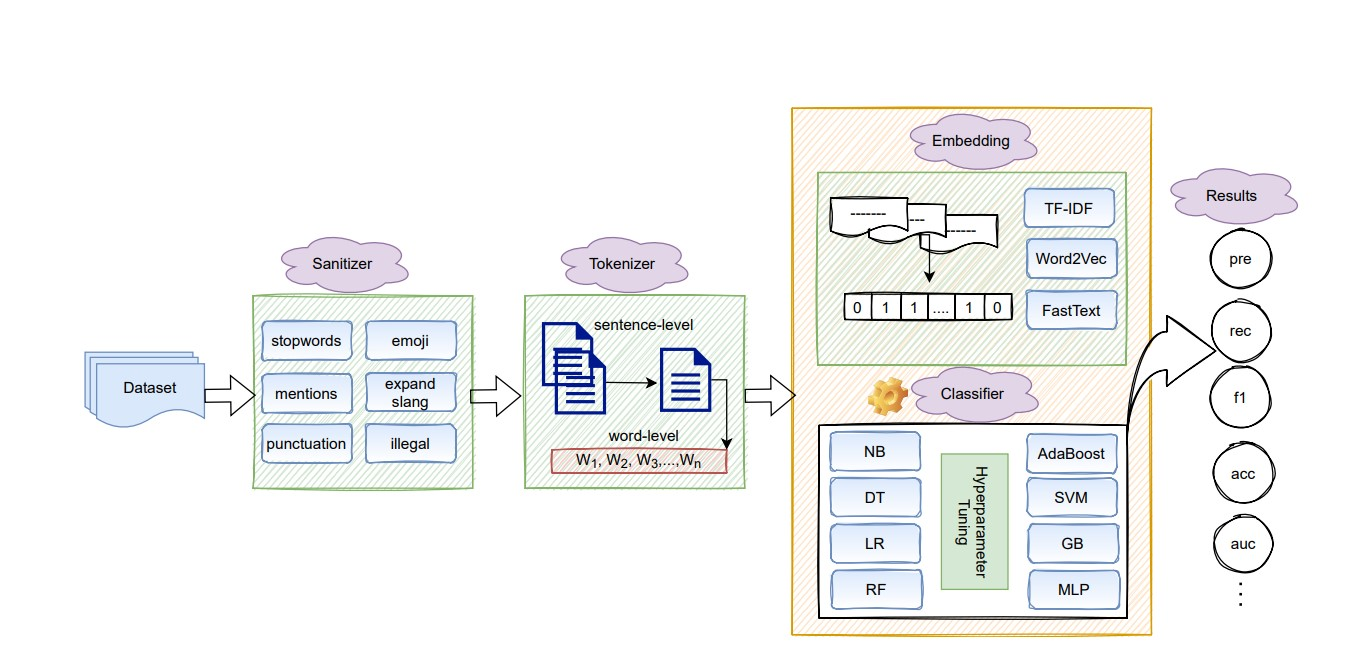 Dataset
Sanitizer
stopwords
emoji
mentions
expand
slang
punctuation
illegal
Tokenizer
sentence-level
word-level
W1, W2, W3,...,Wn
Embedding
-------
---
------
TF-IDF
Word2Vec
FastText
0 1 1 .... 1 0
Classifier
NB
DT
LR
RF
Hyperparameter
Tuning
AdaBoost
SVM
GB
MLP
Results
pre
rec
f1
acc
auc